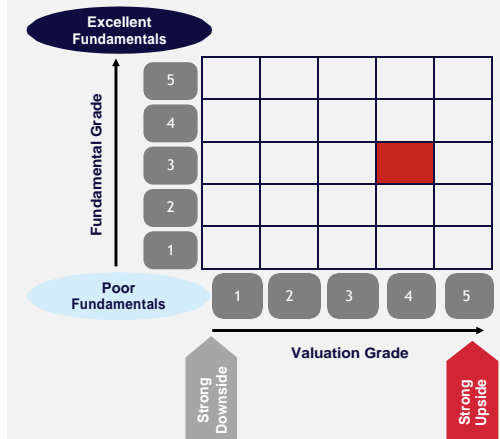 Excellent
Fundamentals
Fundamental Grade
5
4
3
2
1
Poor
Fundamentals
1
2
3
4
5
Valuation Grade
Strong
Downside
Strong
Upside